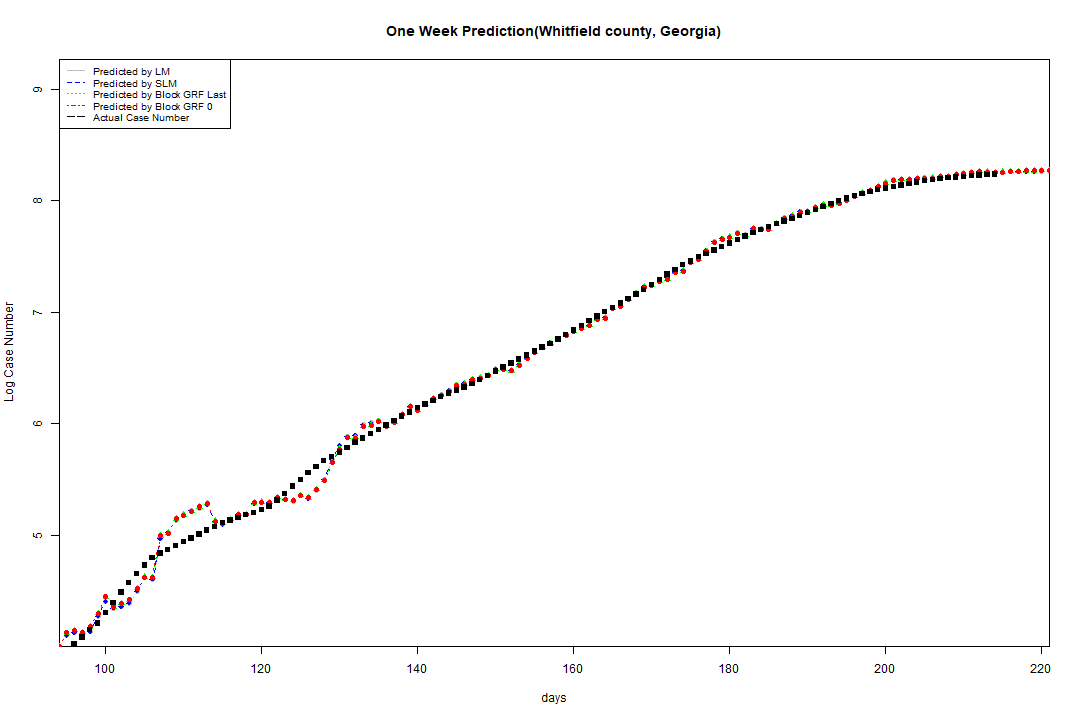 One Week Prediction(Whitfield county, Georgia)
Predicted by LM
Predicted by SLM
Predicted by Block GRF Last
Predicted by Block GRF 0
Actual Case Number
9
8
7
6
5
Log Case Number
100 120 140 160 180 200 220
days